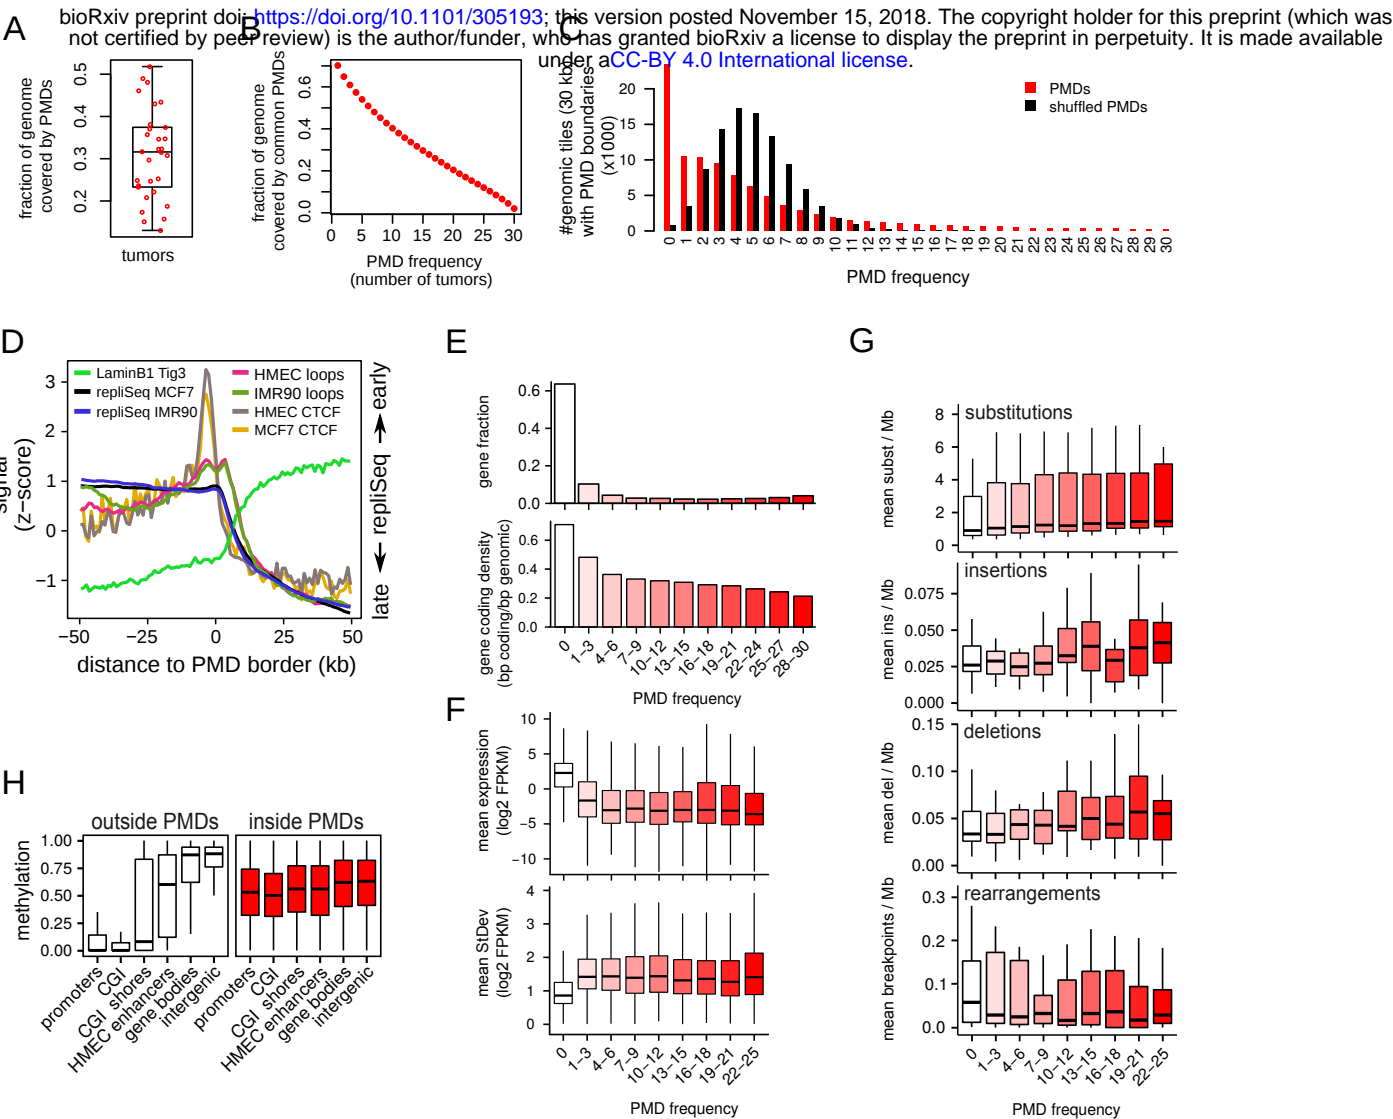 bioRxiv preprint doi: https://doi.org/10.1101/305193; this version posted November 15, 2018. The copyright holder for this preprint (which was
not certified by peer review) is the author/funder, who has granted bioRxiv a license to display the preprint in perpetuity. It is made available
under aCC-BY 4.0 International license.
A
fraction of genome
covered by PMDs
0.5
0.4
0.3
0.2
tumors
B
fraction of genome
covered by common PMDs
0.6
0.4
0.2
0.0
0 5 10 15 20 25 30
PMD frequency
(number of tumors)
C
#genomic tiles (30 kb)
with PMD boundaries
(x1000)
20
15
10
5
0
PMDs
shuffled PMDs
0 1 2 3 4 5 6 7 8 9 10 11 12 13 14 15 16 17 18 19 20 21 22 23 24 25 26 27 28 29 30
PMD frequency
D
signal
(z-score)
3
2
1
0
−1
LaminB1 Tig3
repliSeq MCF7
repliSeq IMR90
HMEC loops
IMR90 loops
HMEC CTCF
MCF7 CTCF
−50 −25 0 25 50
distance to PMD border (kb)
late ← repliSeq → early
E
gene fraction
0.6
0.4
0.2
0.0
gene coding density
(bp coding/bp genomic)
0.6
0.4
0.2
0.0
0 1−3 4−6 7−9 10−12 13−15 16−18 19−21 22−24 25−27 28−30
PMD frequency
F
mean expression
(log2 FPKM)
10
5
0
−5
−10
mean StDev
(log2 FPKM)
4
3
2
1
0
0 1−3 4−6 7−9 10−12 13−15 16−18 19−21 22−25
PMD frequency
G
substitutions
mean subst / Mb
8
6
4
2
0
insertions
mean ins / Mb
0.075
0.050
0.025
0.000
deletions
mean del / Mb
0.15
0.10
0.05
0.00
rearrangements
mean breakpoints / Mb
0.3
0.2
0.1
0.0
0 1−3 4−6 7−9 10−12 13−15 16−18 19−21 22−25
PMD frequency
H
outside PMDs inside PMDs
methylation
1.00
0.75
0.50
0.25
0.00
promoters CGI CGI shores HMEC enhancers gene bodies intergenic
promoters CGI CGI shores HMEC enhancers gene bodies intergenic